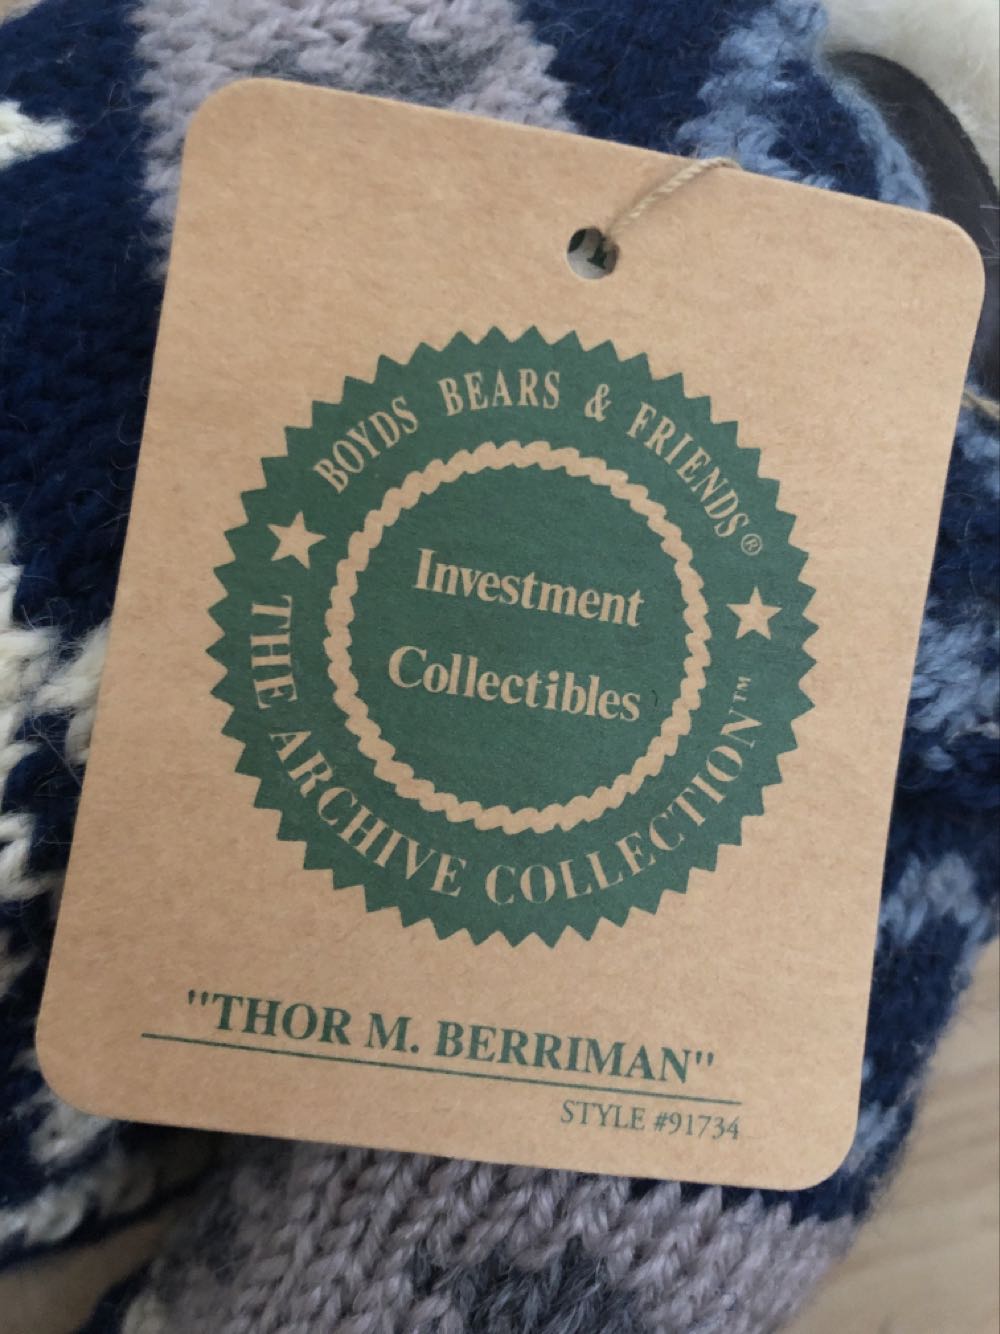 BOYDS BEARS & FRIENDS®
Investment
Collectibles
THE ARCHIVE COLLECTION™
"THOR M. BERRIMAN"
STYLE #91734